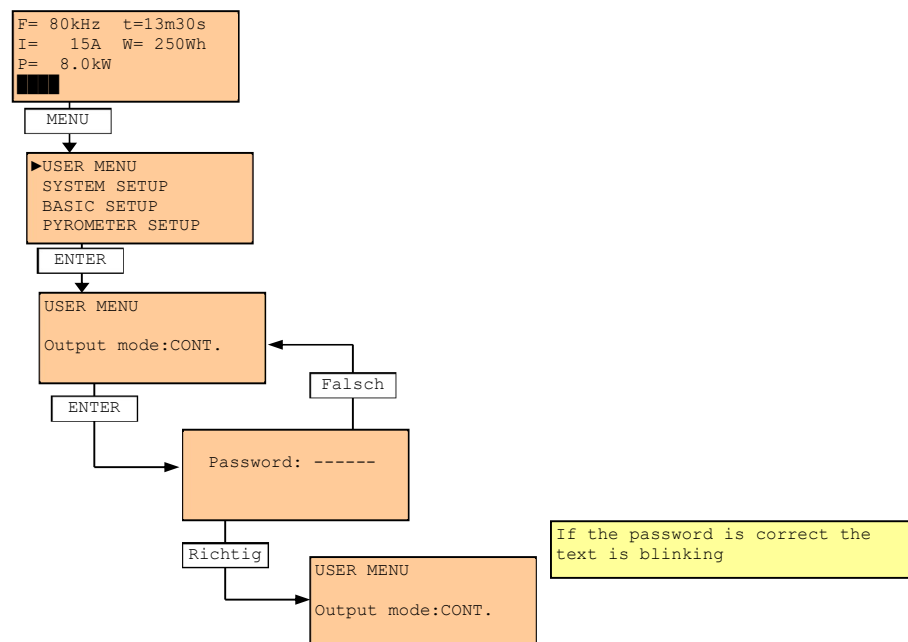 F= 80kHz t=13m30s
I= 15A W= 250Wh
P= 8.0kW
MENU
►USER MENU
SYSTEM SETUP
BASIC SETUP
PYROMETER SETUP
ENTER
USER MENU
Output mode:CONT.
Falsch
ENTER
Password: ------
Richtig
If the password is correct the
text is blinking
USER MENU
Output mode:CONT.